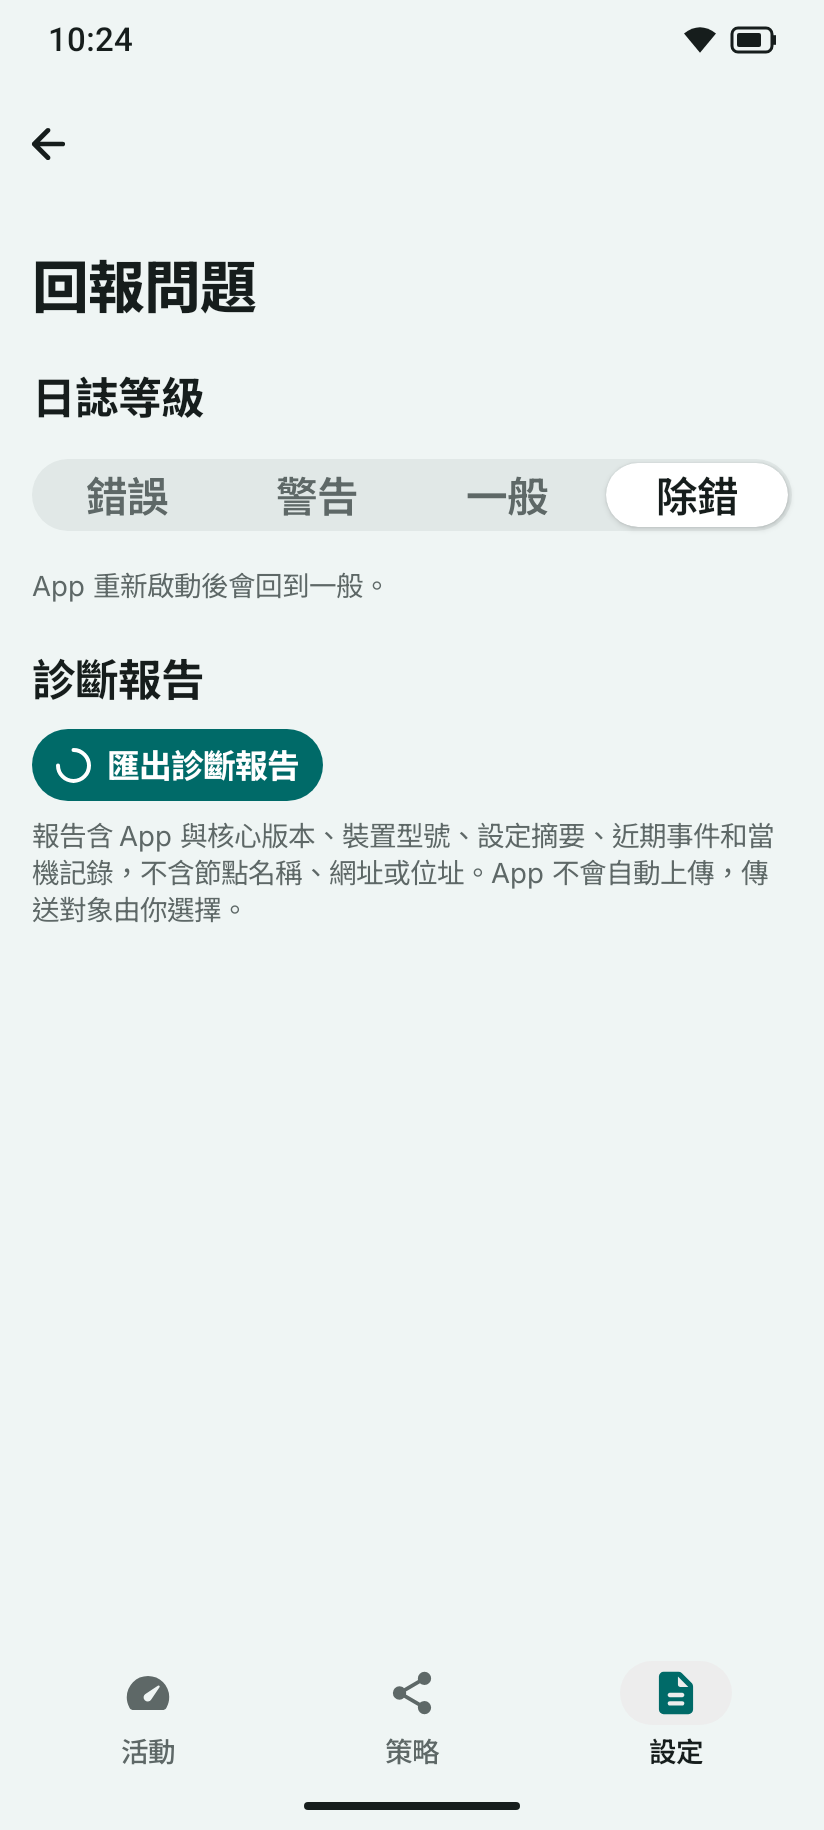 10:24
回報問題
日誌等級
錯誤 警告 一般 除錯
App 重新啟動後會回到一般。
診斷報告
匯出診斷報告
報告含 App 與核心版本、裝置型號、設定摘要、近期事件和當
機記錄，不含節點名稱、網址或位址。App 不會自動上傳，傳
送對象由你選擇。
活動 策略 設定